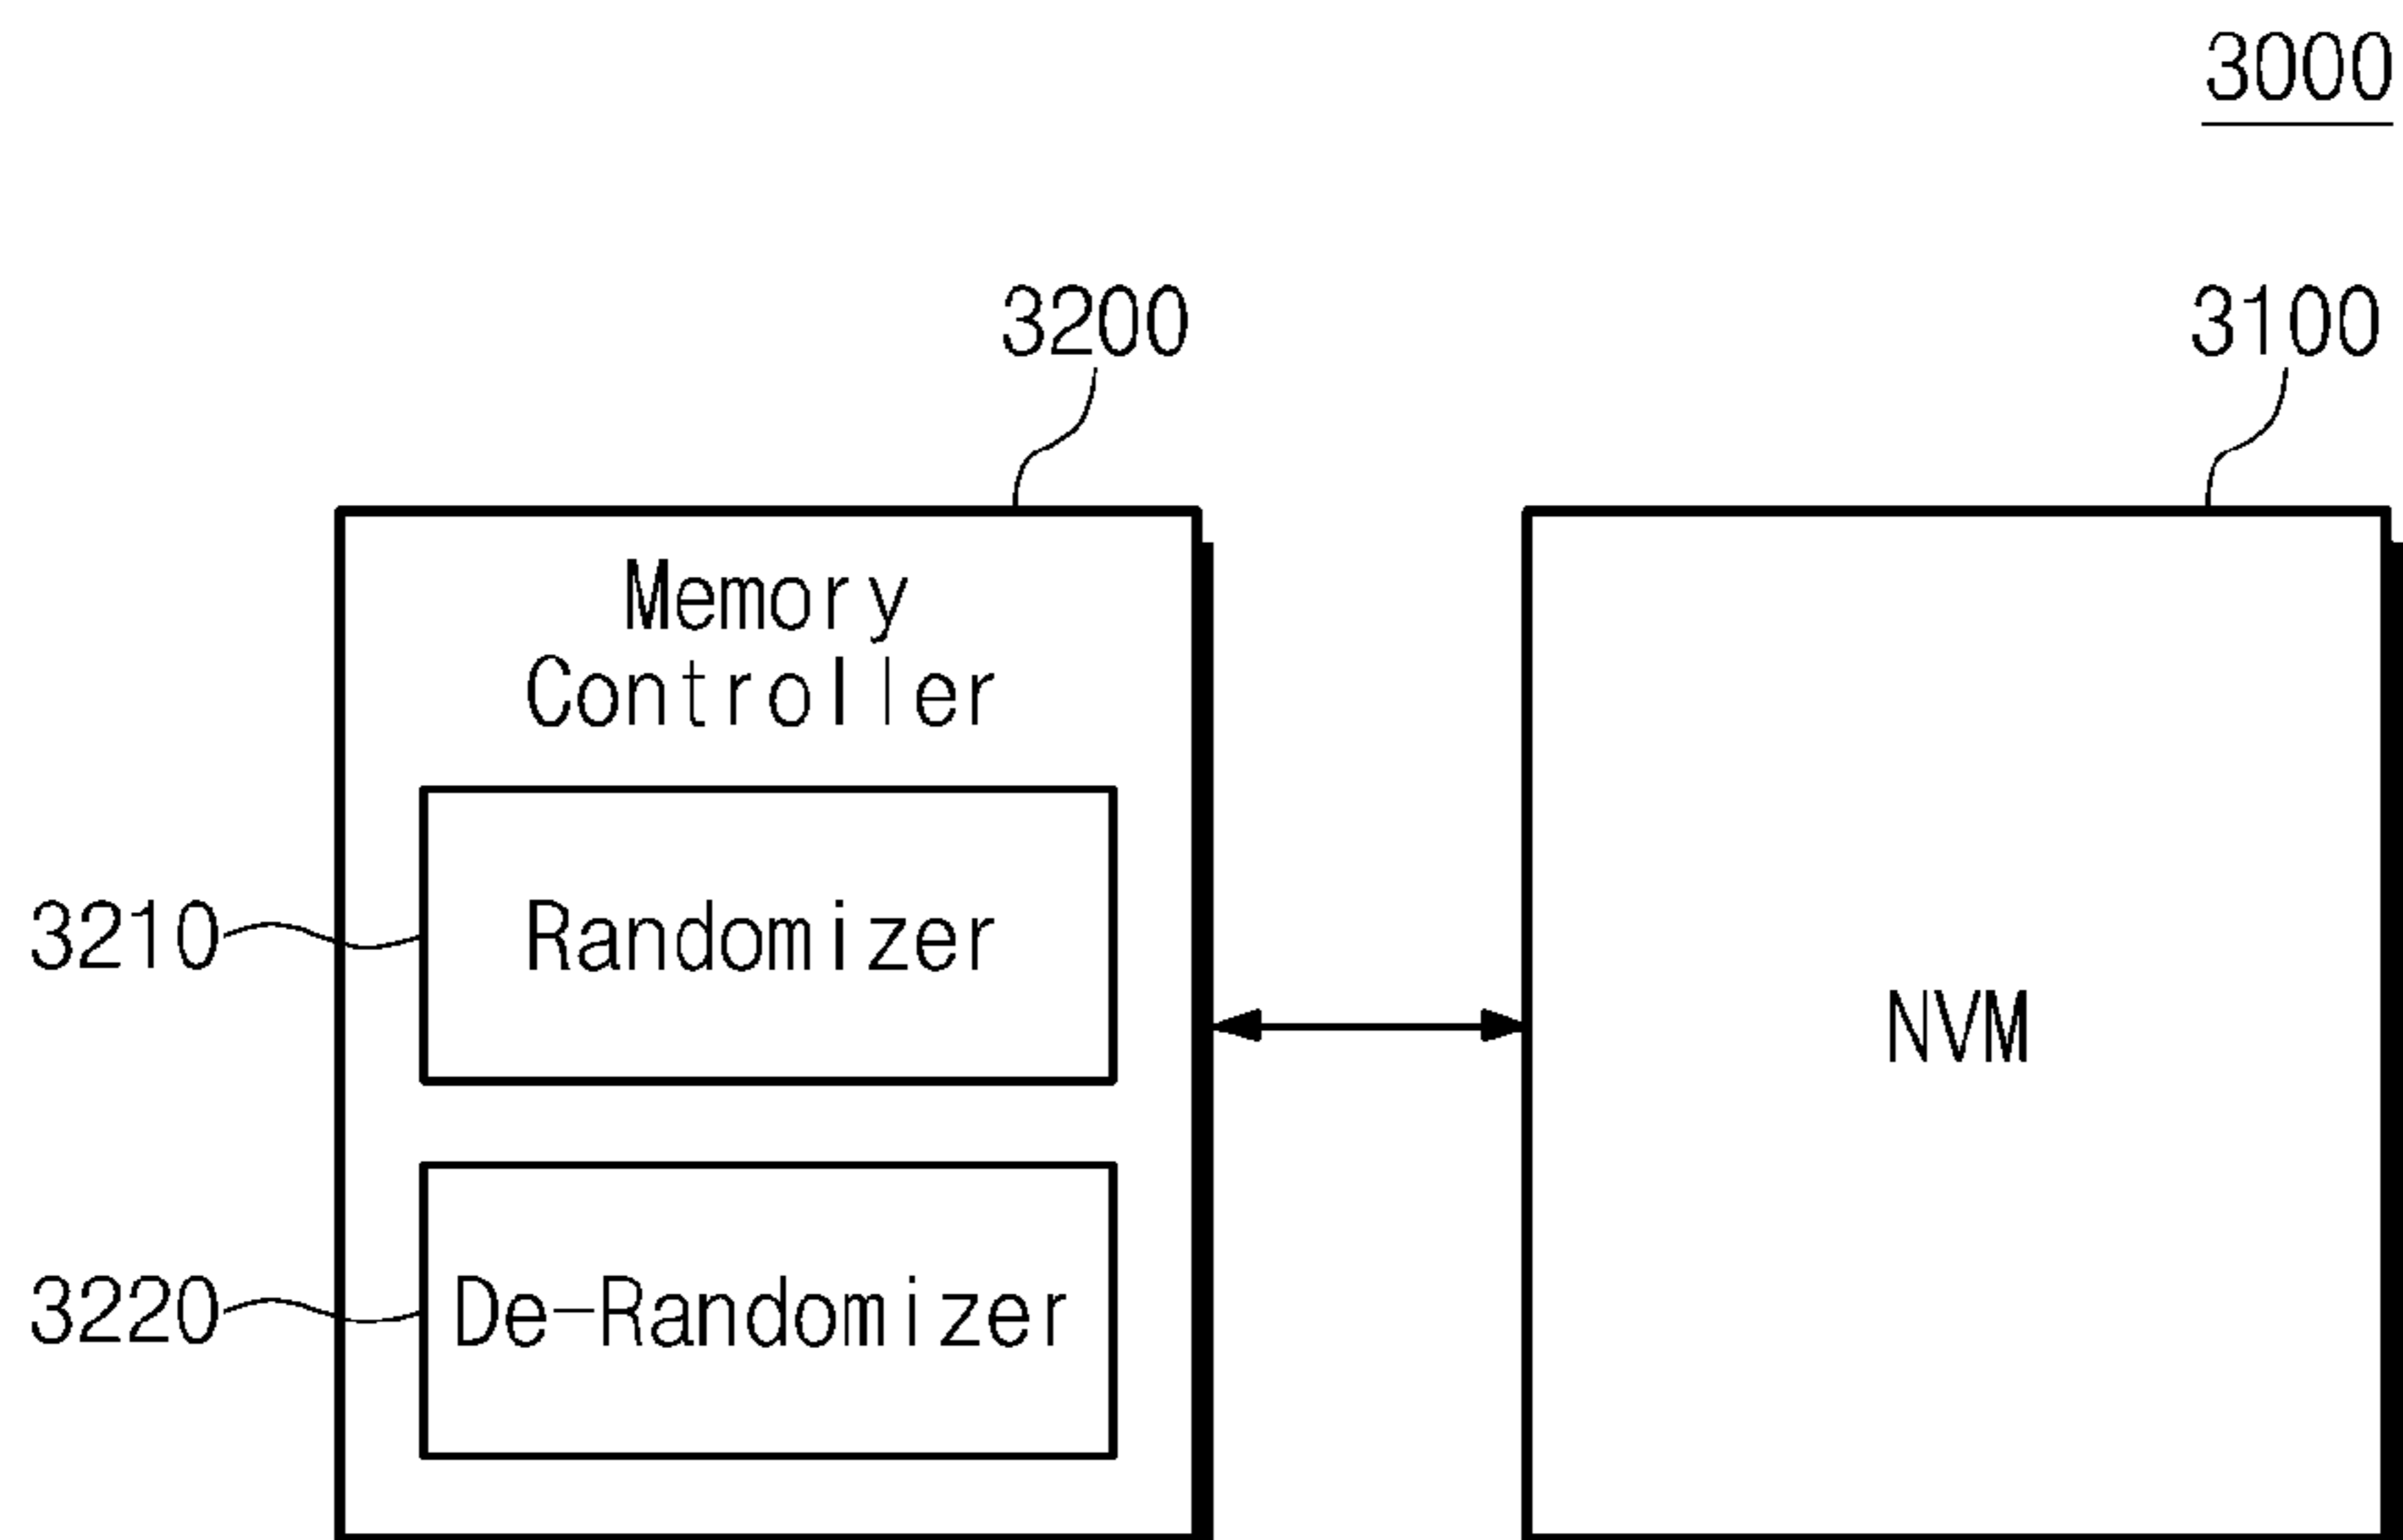 3000
3200
3100
Memory
Controller
3210
Randomizer
NVM
3220
De-Randomizer